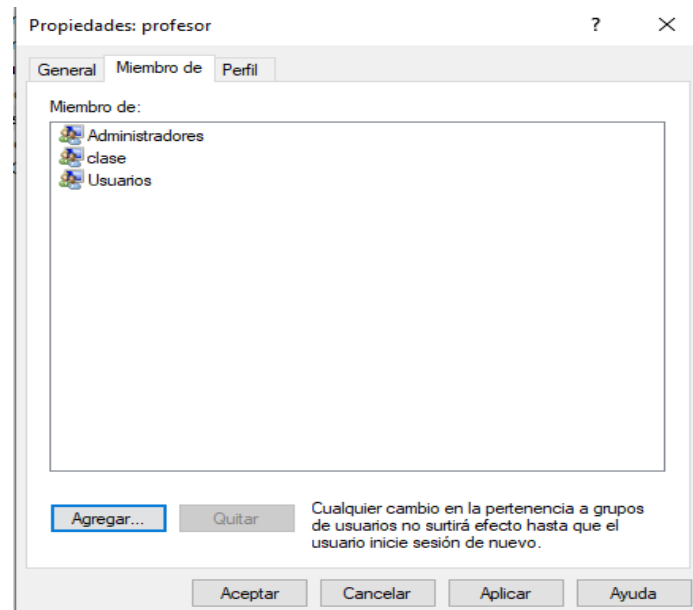 Propiedades: profesor ?
General Miembro de Perfil
Miembro de:
Administradores
clase
Usuarios
Agregar... Quitar
Cualquier cambio en la pertenencia a grupos
de usuarios no surtirá efecto hasta que el
usuario inicie sesión de nuevo.
Aceptar Cancelar Aplicar Ayuda